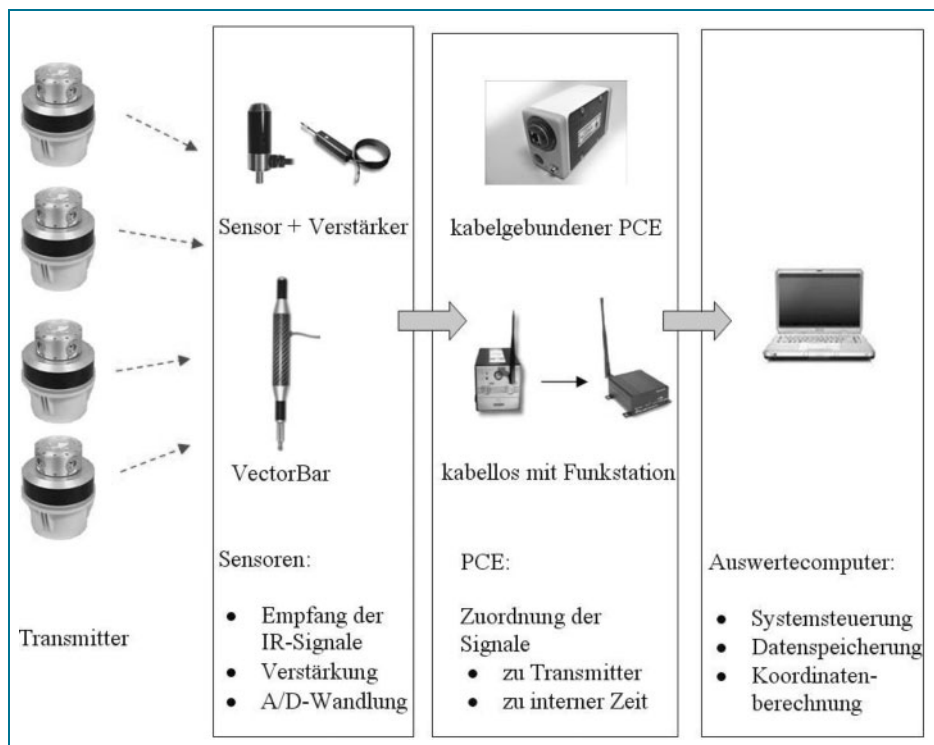 Sensor + Verstärker
kabelgebundener PCE
VectorBar
kabellos mit Funkstation
Transmitter
Sensoren:
● Empfang der
IR-Signale
● Verstärkung
● A/D-Wandlung
PCE:
Zuordnung der
Signale
● zu Transmitter
● zu interner Zeit
Auswertecomputer:
● Systemsteuerung
● Datenspeicherung
● Koordinaten-
berechnung